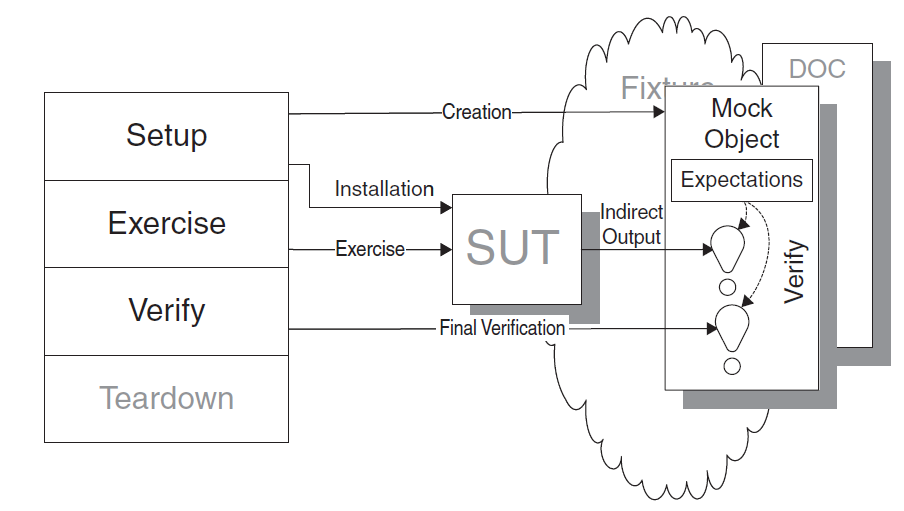 Setup
Exercise
Verify
Teardown
Creation
Installation
Exercise
Final Verification
SUT
Indirect
Output
Fixture
DOC
Mock
Object
Expectations
Verify